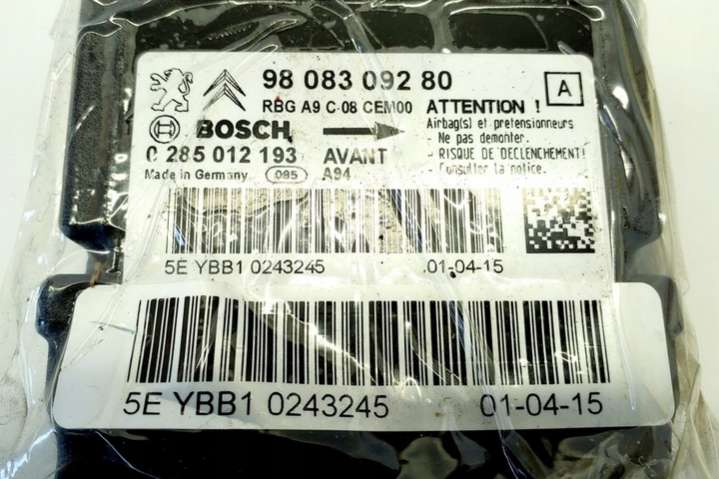 98 083 092 80
A
RBG A9 C-08 CEM00
ATTENTION !
BOSCH
Airbag(s) et pretensionneurs
- Ne pas demonter.
0 285 012 193
AVANT
- RISQUE DE DECLENCHEMENT!
Made in Germany
095
A94
- Consulter la notice.
5E YBB1 0243245
01-04-15
5E YBB1 0243245
01-04-15